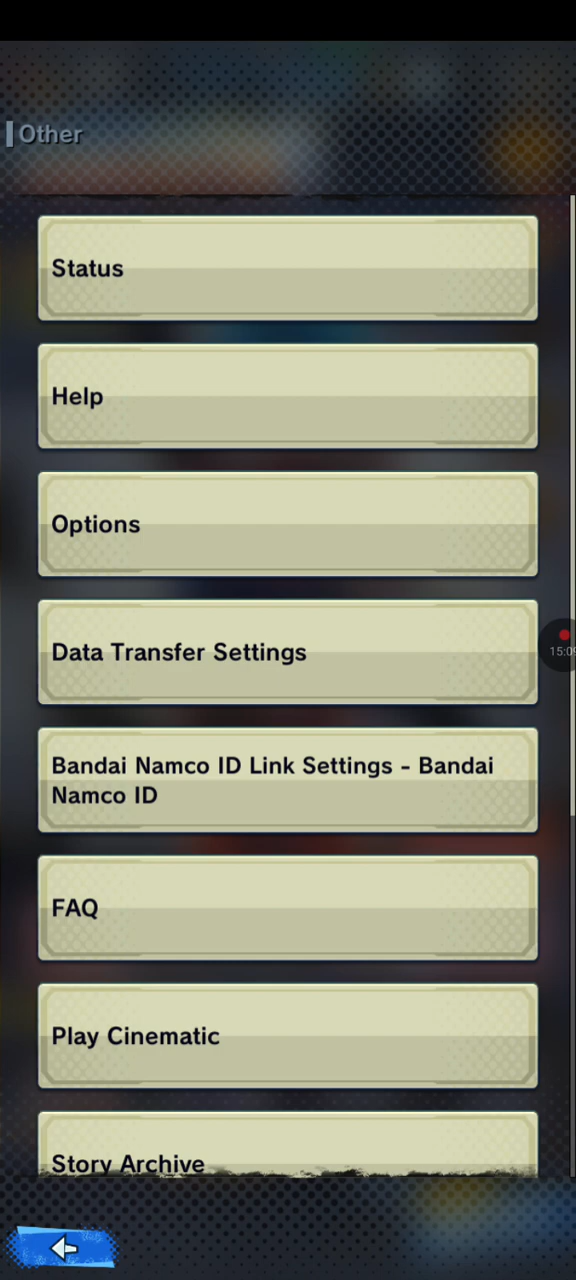 Other
Status
Help
Options
Data Transfer Settings
Bandai Namco ID Link Settings - Bandai
Namco ID
FAQ
Play Cinematic
Story Archive